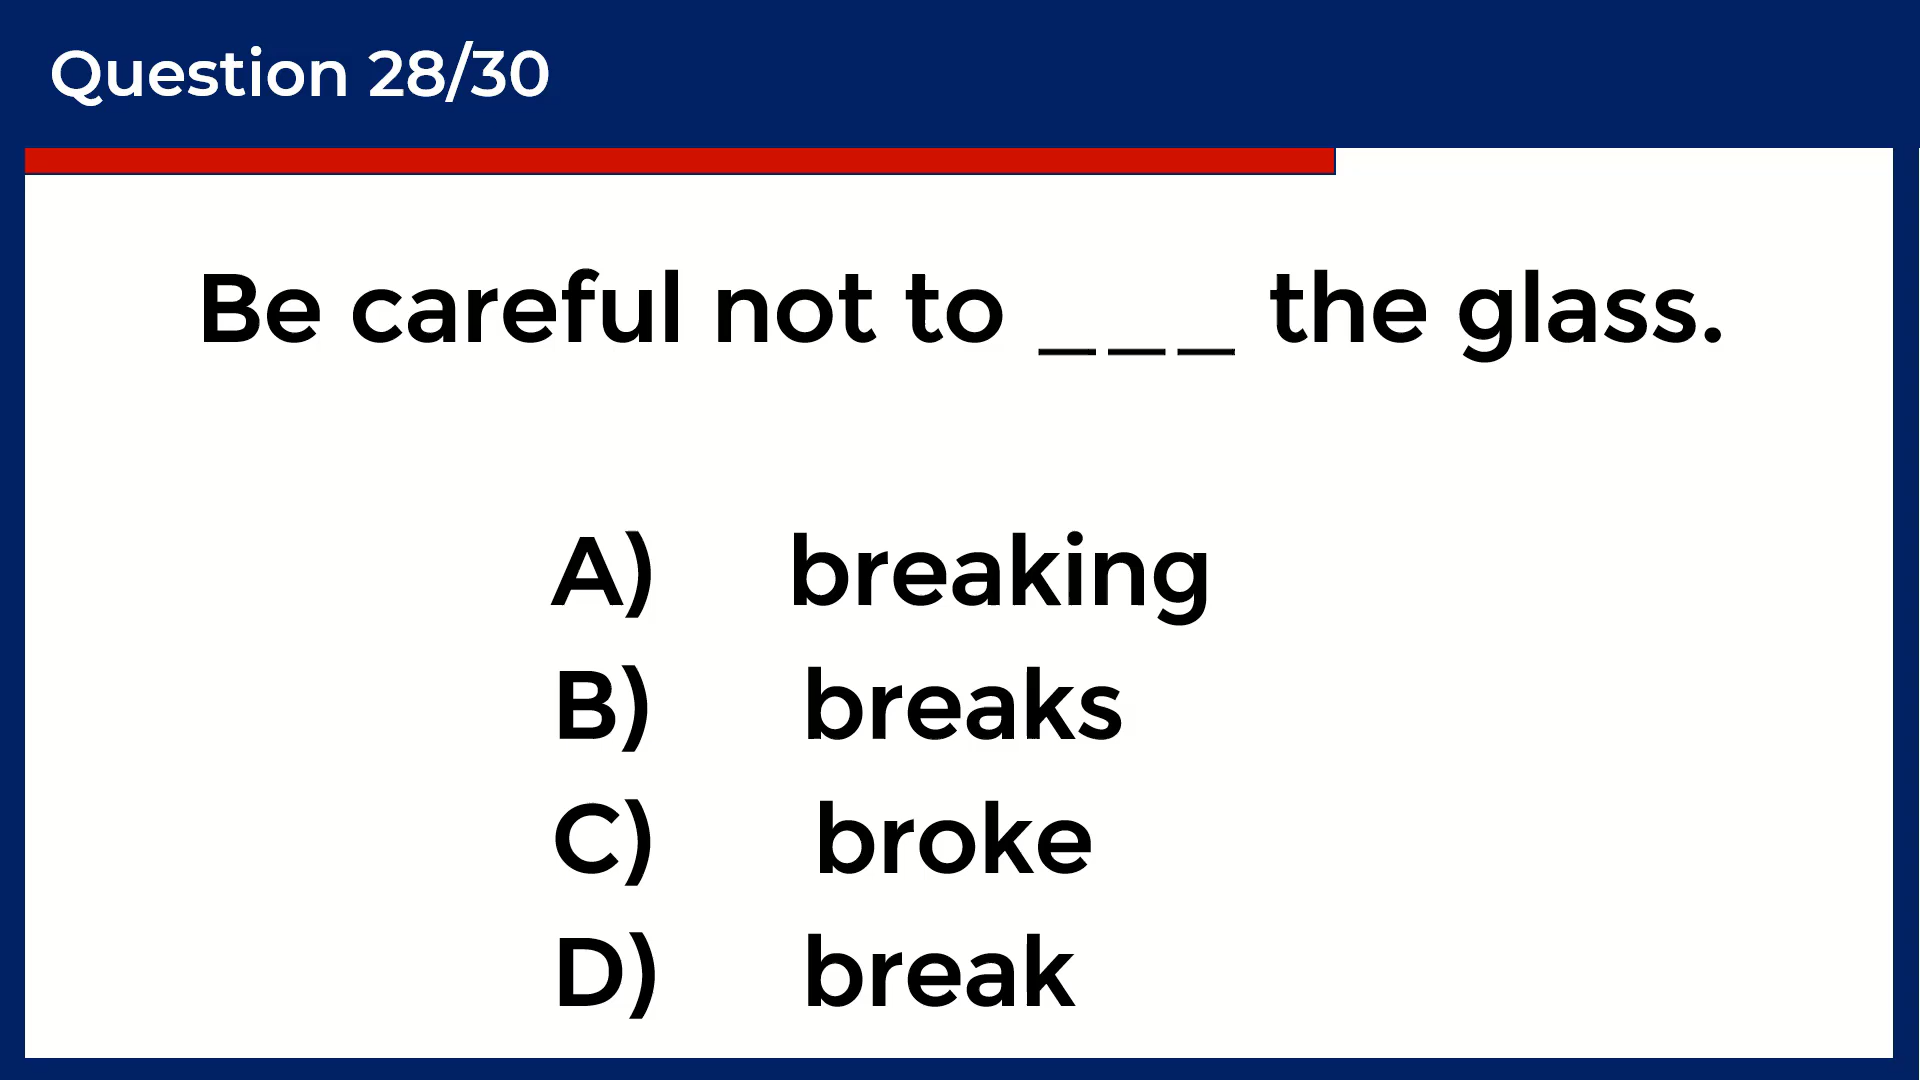 Question 28/30
Be careful not to ___ the glass.
A) breaking
B) breaks
C) broke
D) break